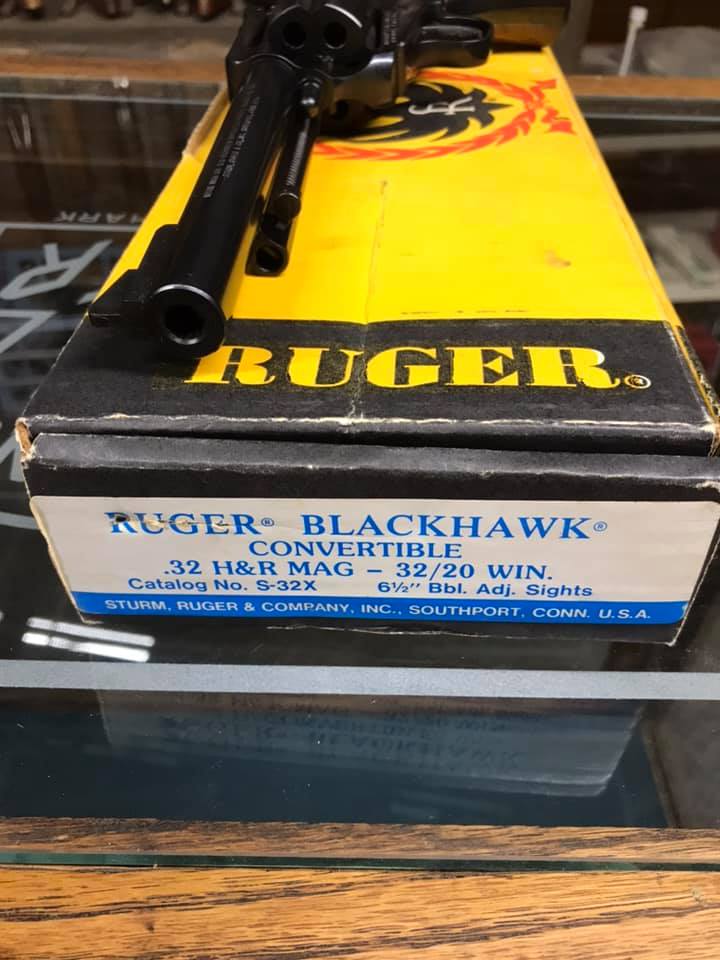 RUGER®
RUGER® BLACKHAWK®
CONVERTIBLE
.32 H&R MAG – 32/20 WIN.
Catalog No. S-32X 6½" Bbl. Adj. Sights
STURM, RUGER & COMPANY, INC., SOUTHPORT, CONN. U.S.A.